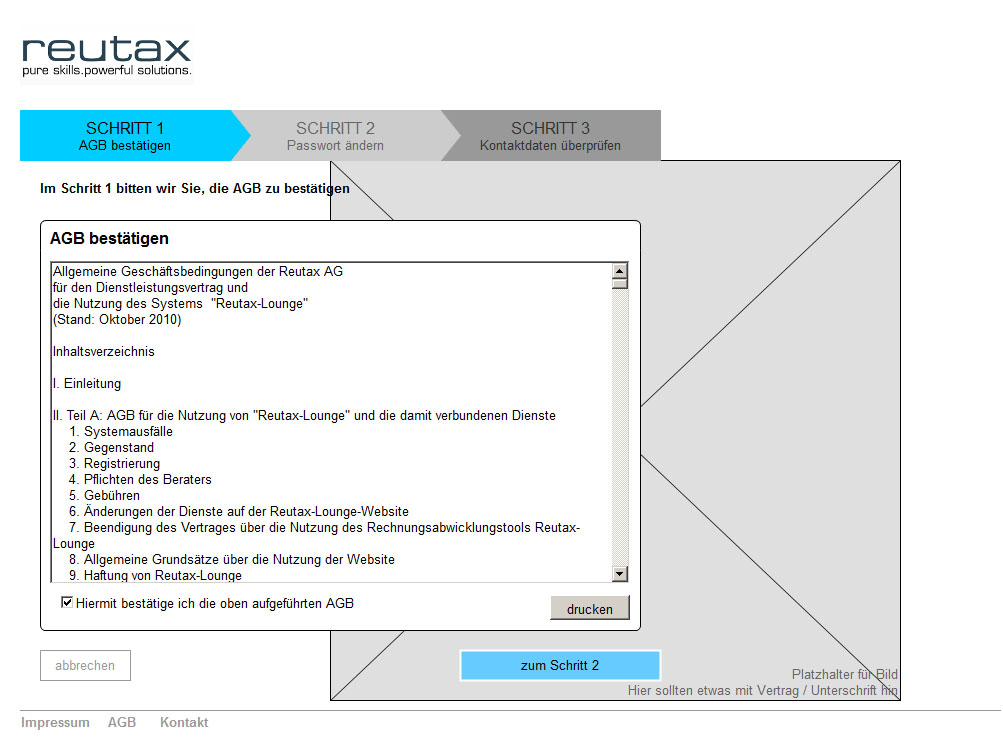 reutax
pure skills.powerful solutions.
SCHRITT 1
AGB bestätigen
SCHRITT 2
Passwort ändern
SCHRITT 3
Kontaktdaten überprüfen
Im Schritt 1 bitten wir Sie, die AGB zu bestätigen
AGB bestätigen
Allgemeine Geschäftsbedingungen der Reutax AG
für den Dienstleistungsvertrag und
die Nutzung des Systems "Reutax-Lounge"
(Stand: Oktober 2010)
Inhaltsverzeichnis
I. Einleitung
II. Teil A: AGB für die Nutzung von "Reutax-Lounge" und die damit verbundenen Dienste
1. Systemausfälle
2. Gegenstand
3. Registrierung
4. Pflichten des Beraters
5. Gebühren
6. Änderungen der Dienste auf der Reutax-Lounge-Website
7. Beendigung des Vertrages über die Nutzung des Rechnungsabwicklungstools Reutax-
Lounge
8. Allgemeine Grundsätze über die Nutzung der Website
9. Haftung von Reutax-Lounge
Hiermit bestätige ich die oben aufgeführten AGB
drucken
abbrechen
zum Schritt 2
Platzhalter für Bild
Hier sollten etwas mit Vertrag / Unterschrift hin
Impressum AGB Kontakt